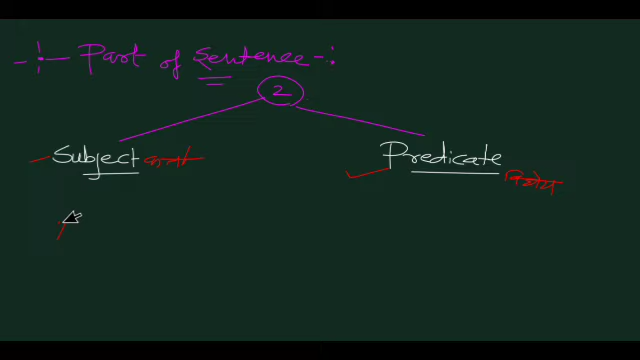 Part of Sentence -:
2
Subject कर्ता
Predicate